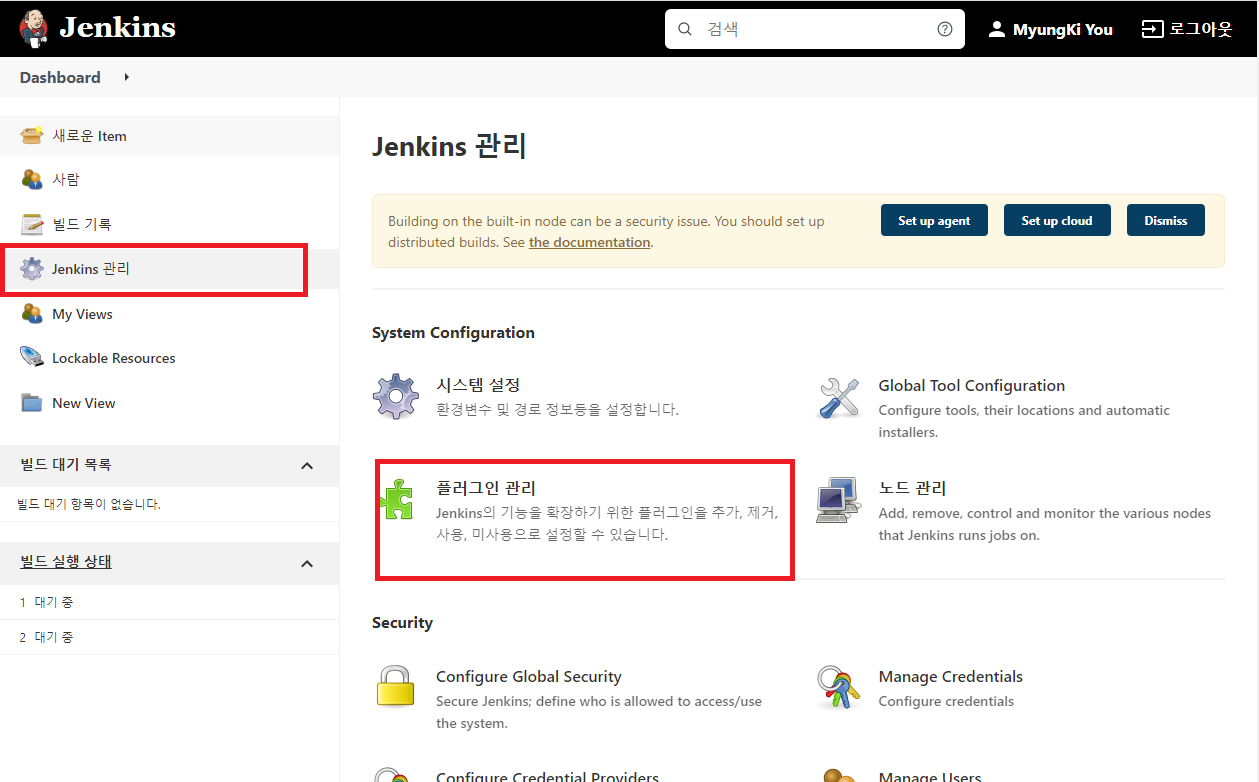 Jenkins
검색
MyungKi You
로그아웃
Dashboard
새로운 Item
사람
빌드 기록
Jenkins 관리
My Views
Lockable Resources
New View
빌드 대기 목록
빌드 대기 항목이 없습니다.
빌드 실행 상태
1 대기 중
2 대기 중
Jenkins 관리
Building on the built-in node can be a security issue. You should set up
distributed builds. See the documentation.
Set up agent
Set up cloud
Dismiss
System Configuration
시스템 설정
환경변수 및 경로 정보등을 설정합니다.
Global Tool Configuration
Configure tools, their locations and automatic
installers.
플러그인 관리
Jenkins의 기능을 확장하기 위한 플러그인을 추가, 제거,
사용, 미사용으로 설정할 수 있습니다.
노드 관리
Add, remove, control and monitor the various nodes
that Jenkins runs jobs on.
Security
Configure Global Security
Secure Jenkins; define who is allowed to access/use
the system.
Manage Credentials
Configure credentials
Configure Credential Providers
Manage Users